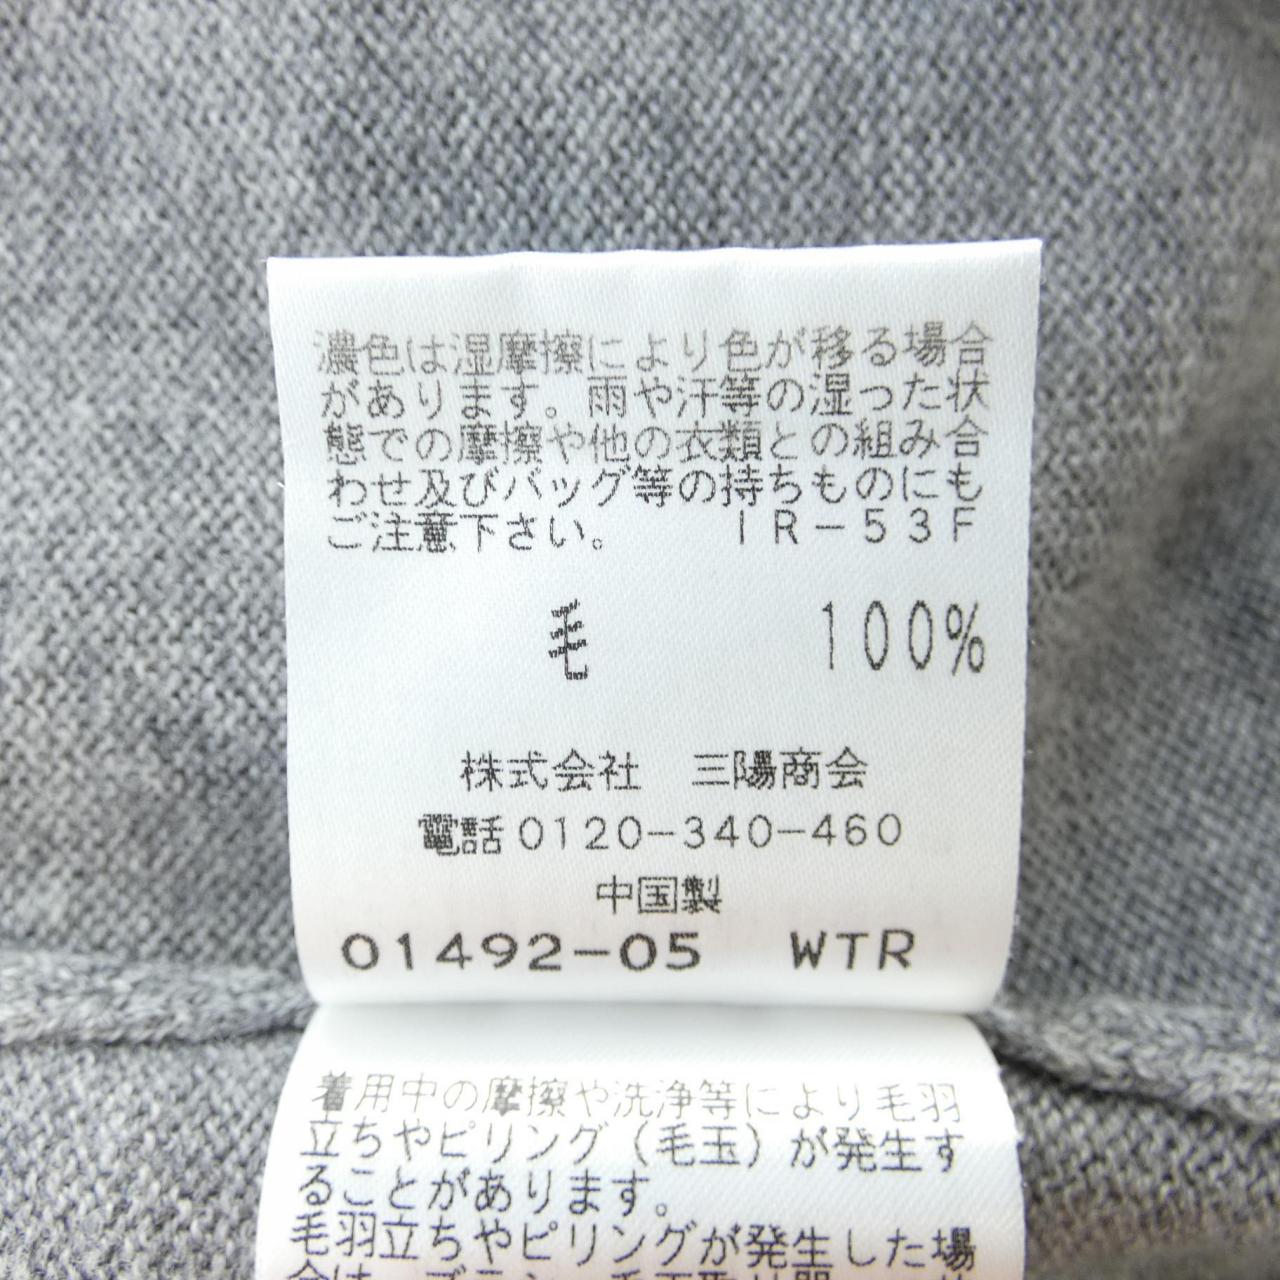 濃色は湿摩擦により色が移る場合
があります。雨や汗等の湿った状
態での摩擦や他の衣類との組み合
わせ及びバッグ等の持ちものにも
ご注意下さい。 IR-53F
毛 100%
株式会社 三陽商会
電話0120-340-460
中国製
01492-05 WTR
着用中の摩擦や洗浄等により毛羽
立ちやピリング(毛玉)が発生す
ることがあります。
毛羽立ちやピリングが発生した場